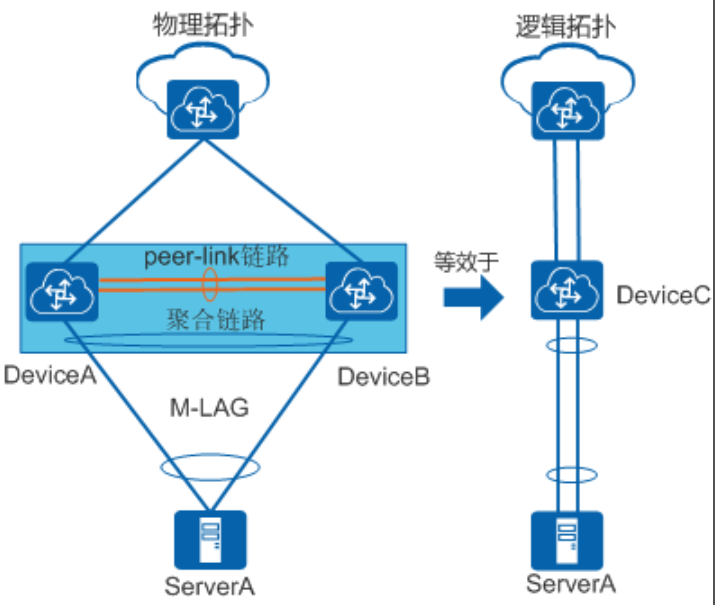 物理拓扑
逻辑拓扑
peer-link链路
等效于
聚合链路
DeviceA
DeviceB
DeviceC
M-LAG
ServerA
ServerA